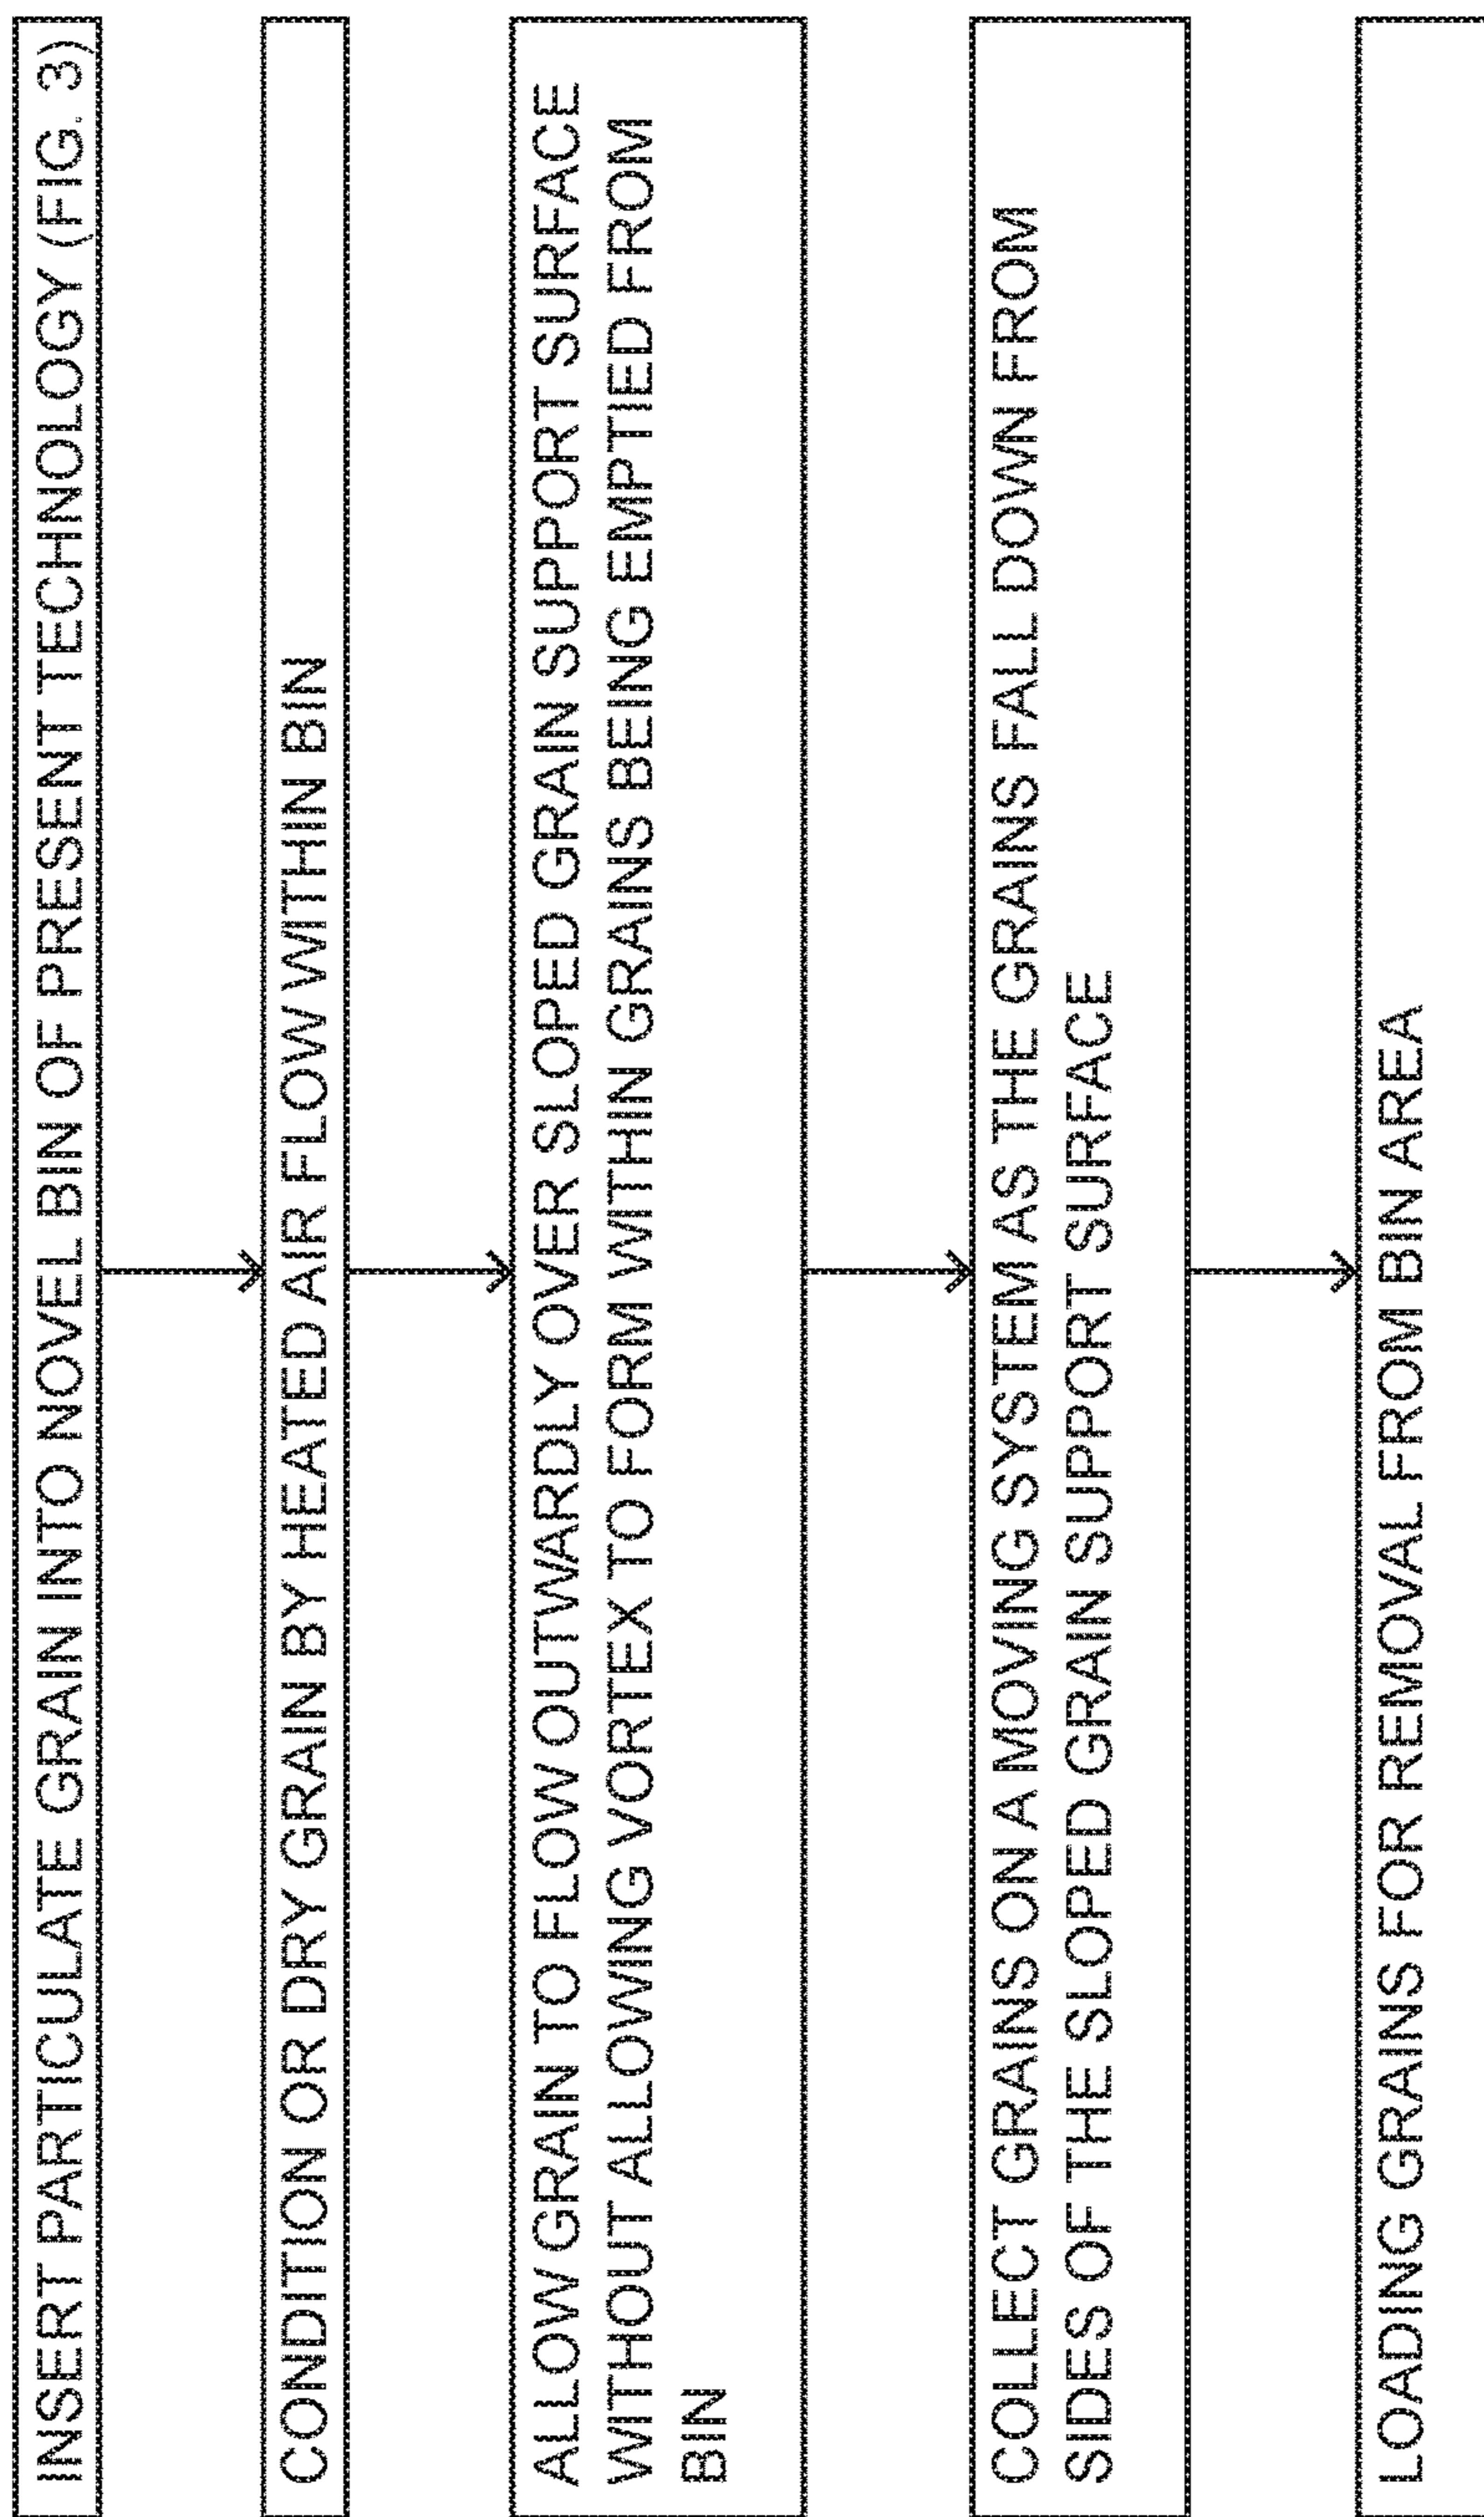 INSERT PARTICULATE GRAIN INTO NOVEL BIN OF PRESENT TECHNOLOGY (FIG. 3)
CONDITION OR DRY GRAIN BY HEATED AIR FLOW WITHIN BIN
ALLOW GRAIN TO FLOW OUTWARDLY OVER SLOPED GRAIN SUPPORT SURFACE
WITHOUT ALLOWING VORTEX TO FORM WITHIN GRAINS BEING EMPTIED FROM
BIN
COLLECT GRAINS ON A MOVING SYSTEM AS THE GRAINS FALL DOWN FROM
SIDES OF THE SLOPED GRAIN SUPPORT SURFACE
LOADING GRAINS FOR REMOVAL FROM BIN AREA